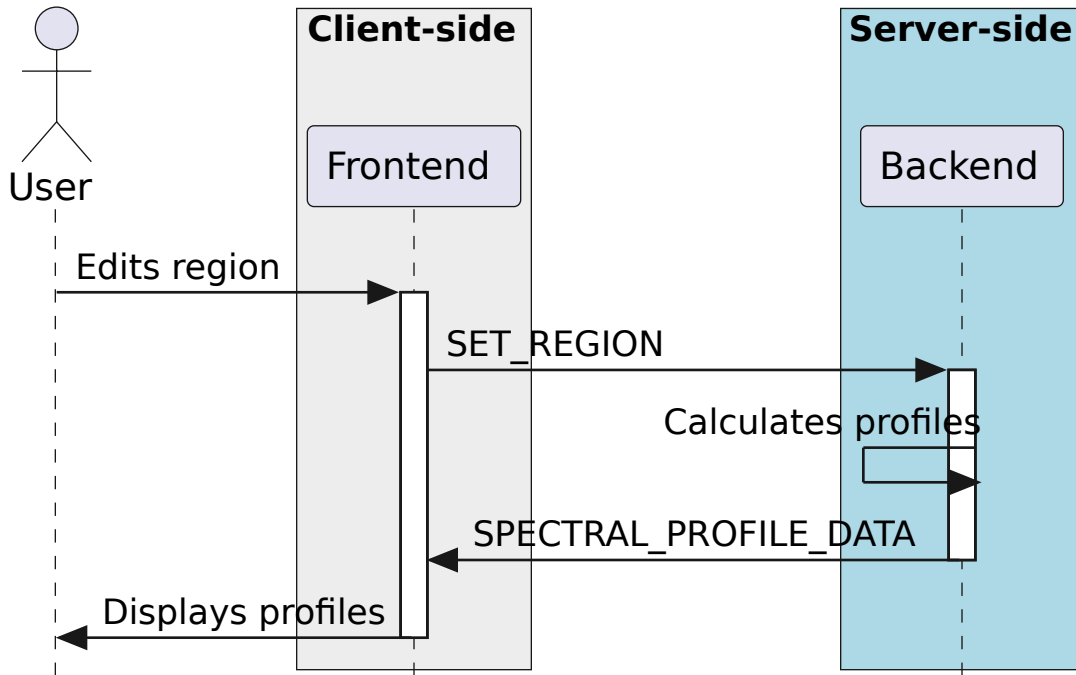 Client-side
Server-side
Frontend
Backend
User
Edits region
SET_REGION
Calculates profiles
SPECTRAL_PROFILE_DATA
Displays profiles